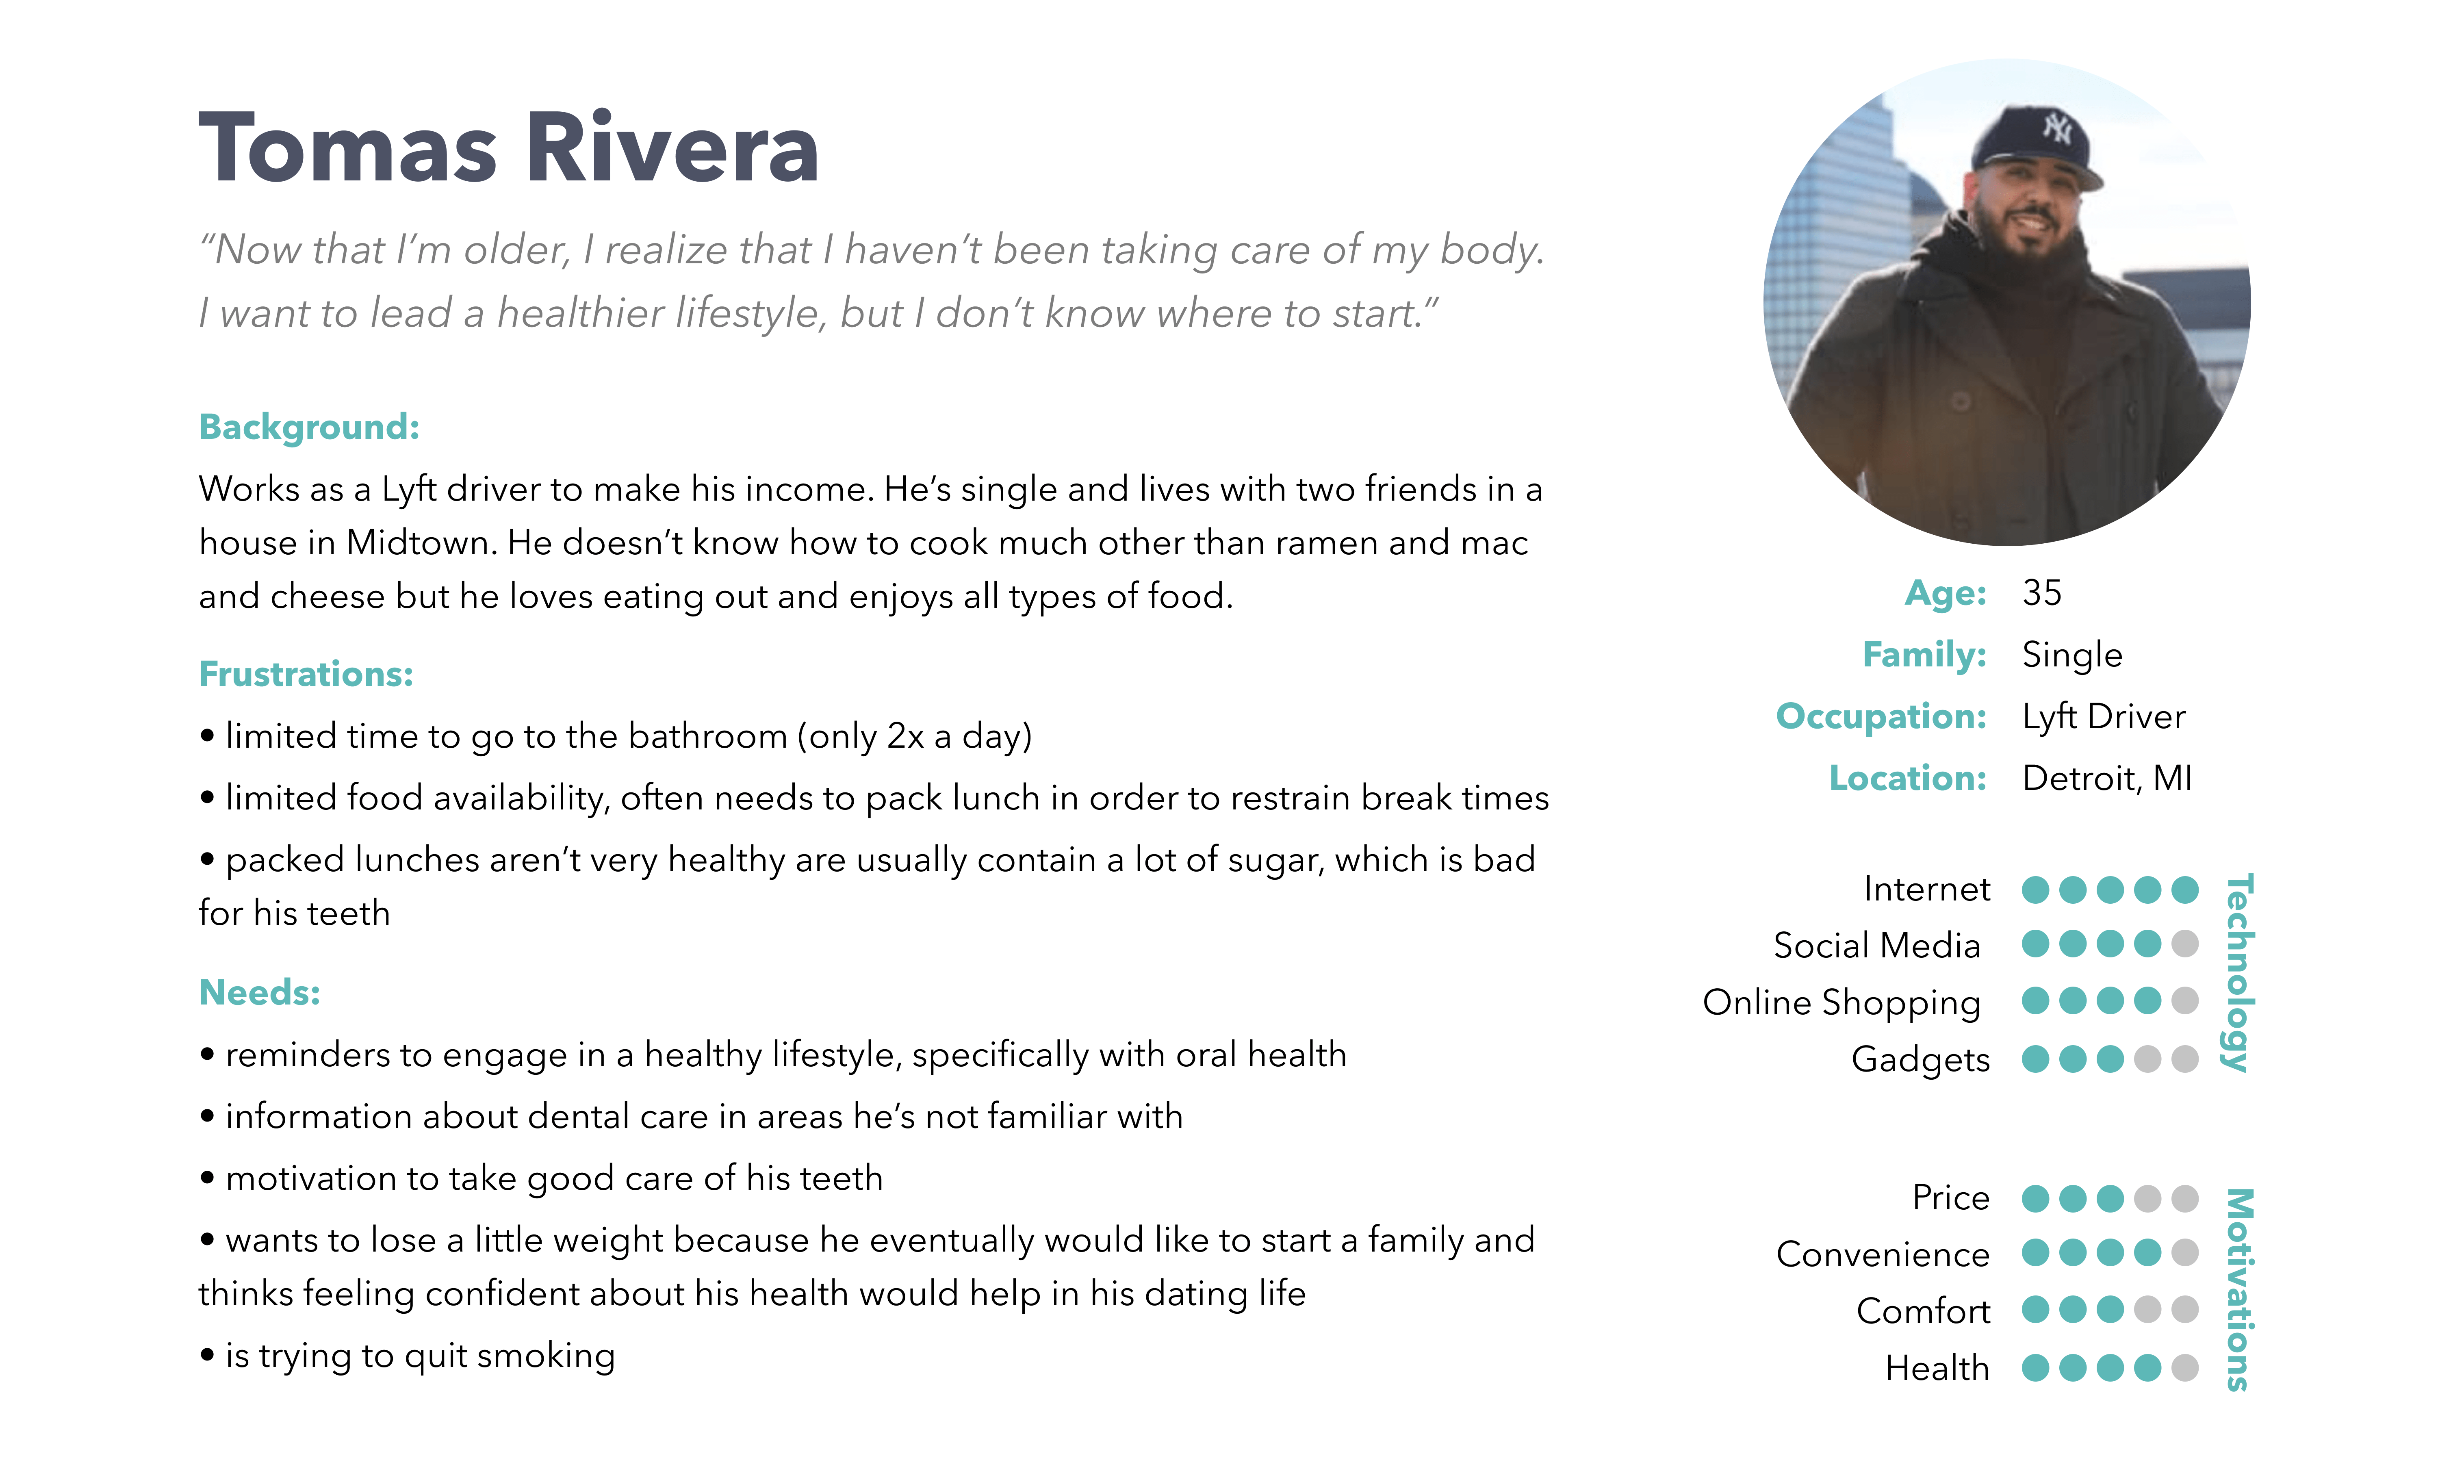 Tomas Rivera
“Now that I’m older, I realize that I haven’t been taking care of my body.
I want to lead a healthier lifestyle, but I don’t know where to start.”
Background:
Works as a Lyft driver to make his income. He’s single and lives with two friends in a
house in Midtown. He doesn’t know how to cook much other than ramen and mac
and cheese but he loves eating out and enjoys all types of food.
Frustrations:
• limited time to go to the bathroom (only 2x a day)
• limited food availability, often needs to pack lunch in order to restrain break times
• packed lunches aren’t very healthy are usually contain a lot of sugar, which is bad
for his teeth
Needs:
• reminders to engage in a healthy lifestyle, specifically with oral health
• information about dental care in areas he’s not familiar with
• motivation to take good care of his teeth
• wants to lose a little weight because he eventually would like to start a family and
thinks feeling confident about his health would help in his dating life
• is trying to quit smoking
NY
Age: 35
Family: Single
Occupation: Lyft Driver
Location: Detroit, MI
Technology
Internet
Social Media
Online Shopping
Gadgets
Motivations
Price
Convenience
Comfort
Health